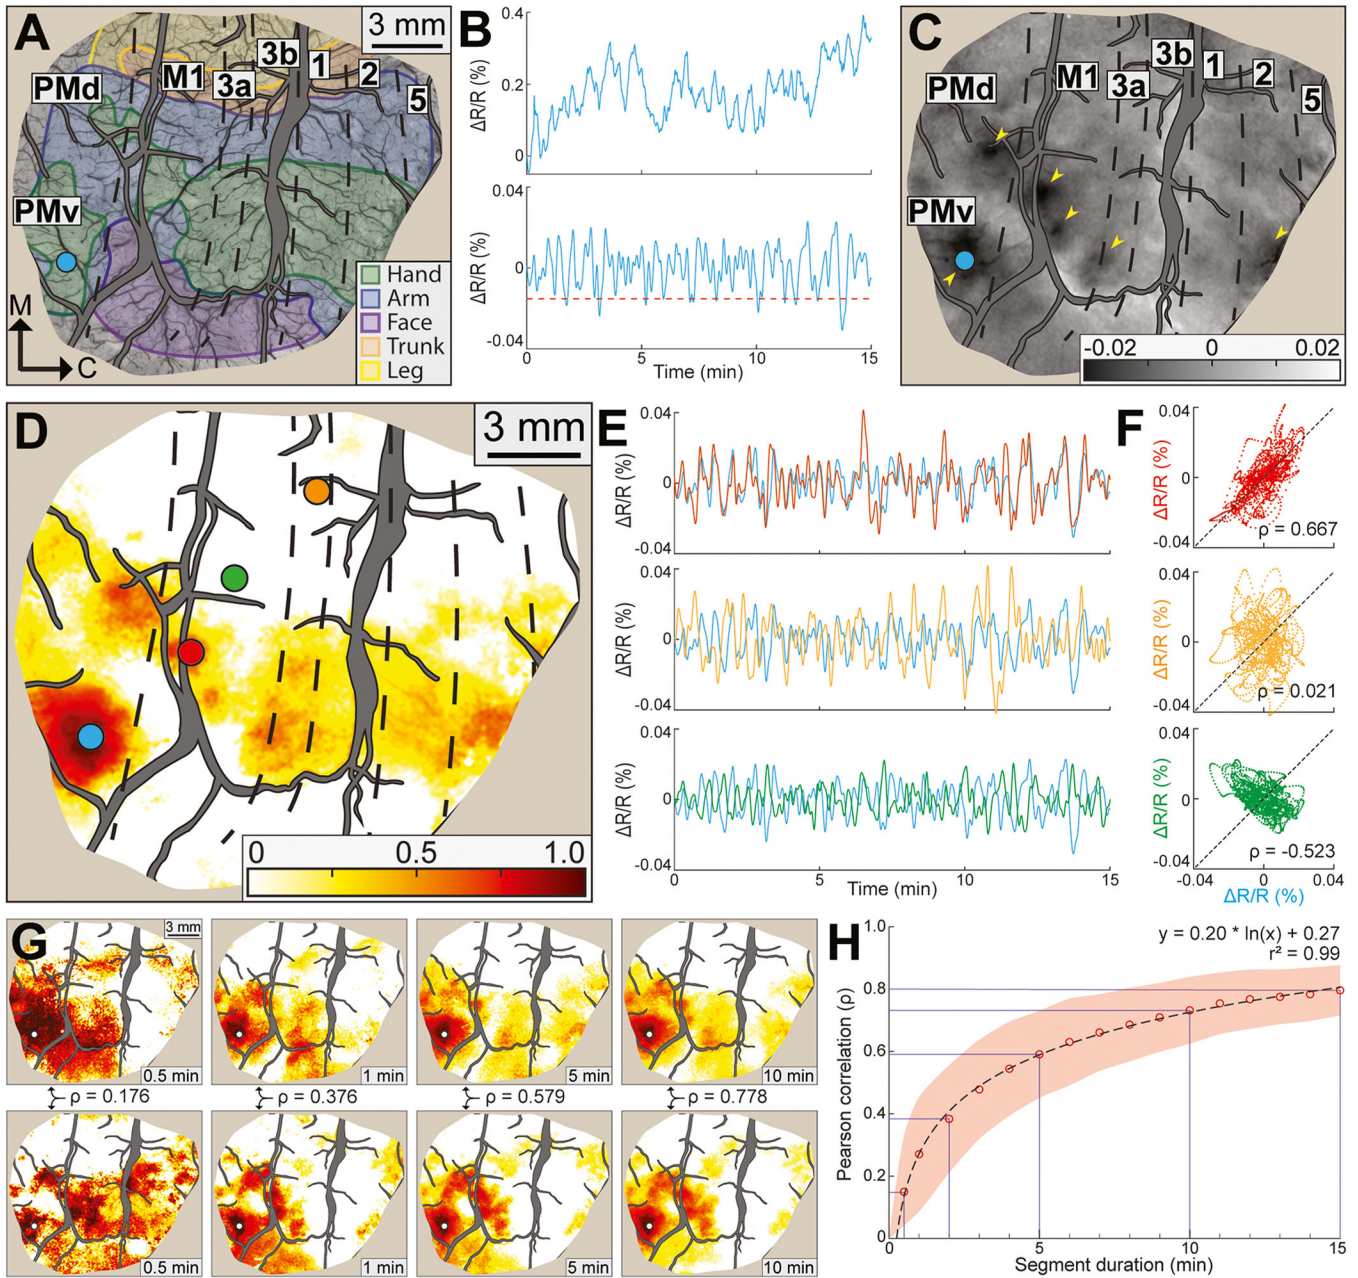 A
3 mm
PMd
M1
3a
3b
1
2
5
PMv
M
C
Hand
Arm
Face
Trunk
Leg
B
ΔR/R (%)
0.4
0.2
0
ΔR/R (%)
0.04
0
-0.04
0
5
10
15
Time (min)
C
PMd
M1
3a
3b
1
2
5
PMv
-0.02
0
0.02
D
3 mm
0
0.5
1.0
E
ΔR/R (%)
0.04
0
-0.04
ΔR/R (%)
0.04
0
-0.04
ΔR/R (%)
0.04
0
-0.04
0
5
10
15
Time (min)
F
ΔR/R (%)
0.04
0
-0.04
ρ = 0.667
ΔR/R (%)
0.04
0
-0.04
ρ = 0.021
ΔR/R (%)
0.04
0
-0.04
ρ = -0.523
-0.04
0
0.04
ΔR/R (%)
G
3 mm
0.5 min
1 min
5 min
10 min
ρ = 0.176
ρ = 0.376
ρ = 0.579
ρ = 0.778
0.5 min
1 min
5 min
10 min
H
y = 0.20 * ln(x) + 0.27
r² = 0.99
Pearson correlation (ρ)
1.0
0.8
0.6
0.4
0.2
0
0
5
10
15
Segment duration (min)